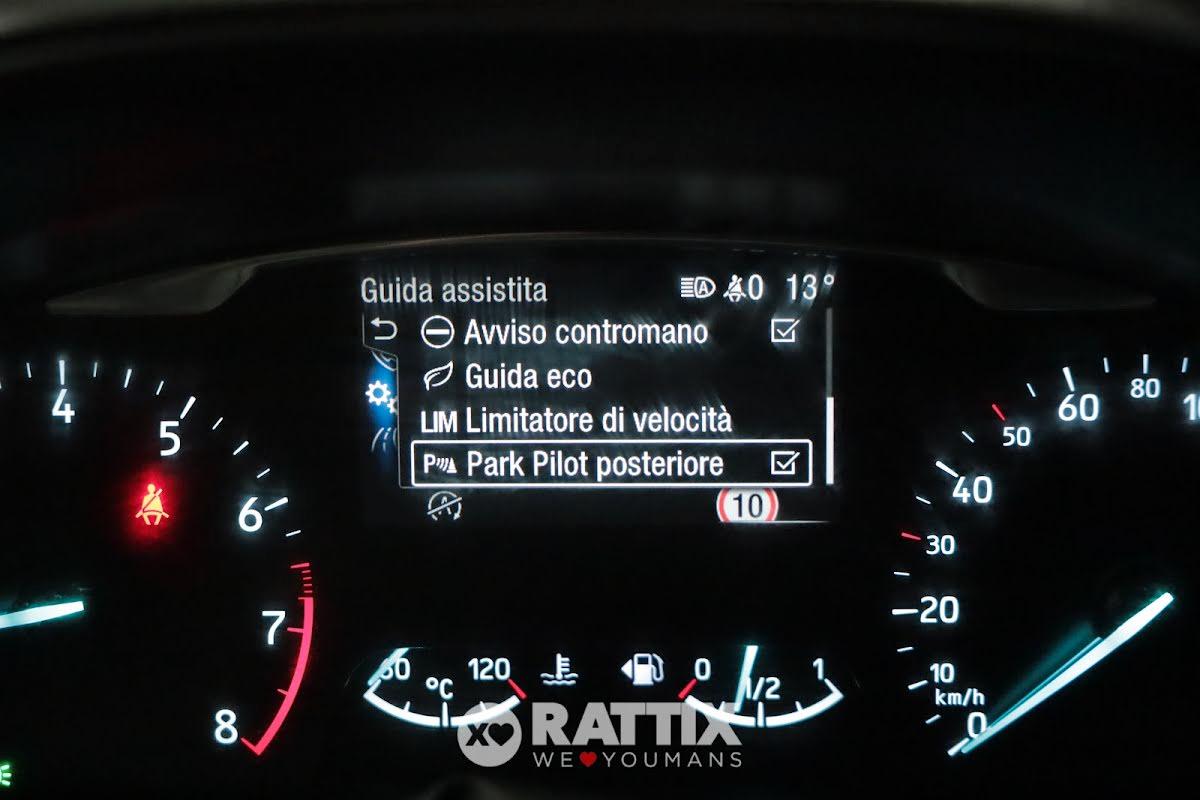 Guida assistita 0 13°
Avviso contromano
Guida eco
LIM Limitatore di velocità
P Park Pilot posteriore
10
4
5
6
7
8
120
°C
0 1/2 1
0
10
20
30
40
50
60
80
km/h
RATTIX
WE YOUMANS